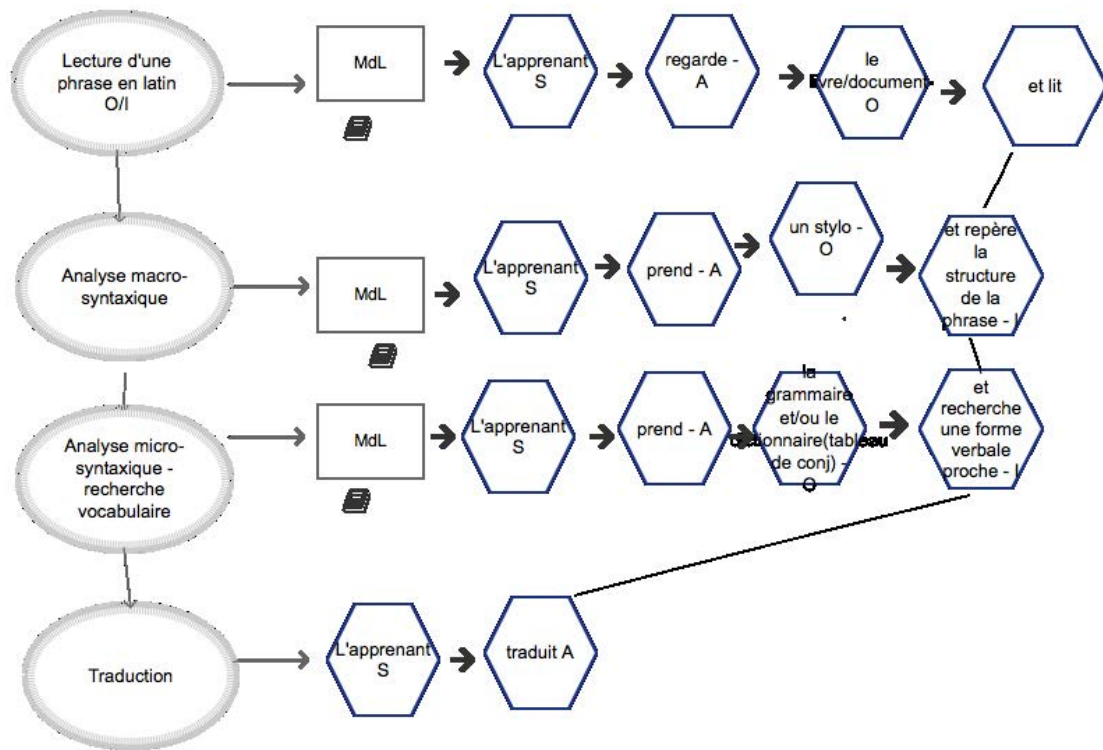 Lecture d'une
phrase en latin
O/I
MdL
L'apprenant
S
regarde -
A
le
livre/document-
O
et lit
Analyse macro-
syntaxique
MdL
L'apprenant
S
prend - A
un stylo -
O
et repère
la
structure
de la
phrase - I
Analyse micro-
syntaxique -
recherche
vocabulaire
MdL
L'apprenant
S
prend - A
la
grammaire
et/ou le
dictionnaire(tableau
de conj) -
O
et
recherche
une forme
verbale
proche - I
Traduction
L'apprenant
S
traduit A